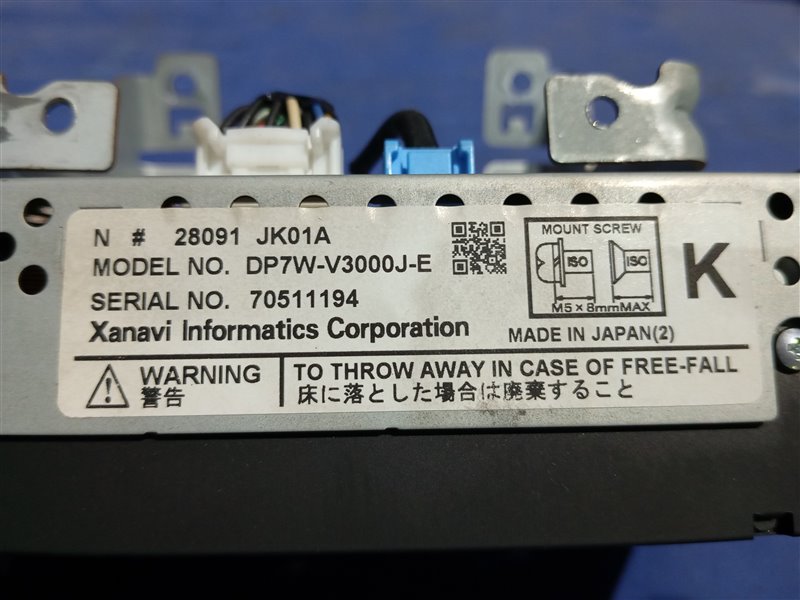 N # 28091 JK01A
MODEL NO. DP7W-V3000J-E
SERIAL NO. 70511194
Xanavi Informatics Corporation
MOUNT SCREW
ISO ISO
M5×8mmMAX
K
MADE IN JAPAN(2)
WARNING
警告
TO THROW AWAY IN CASE OF FREE-FALL
床に落とした場合は廃棄すること